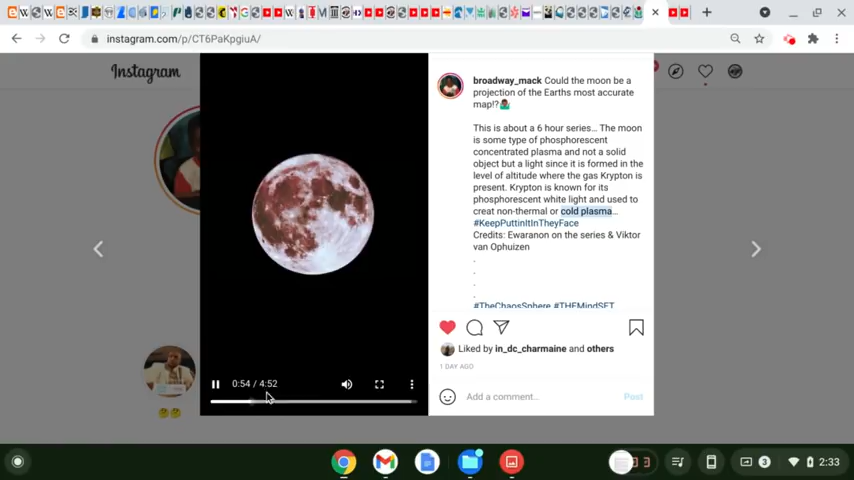 instagram.com/p/CT6PaKpgiuA/
Instagram
broadway_mack Could the moon be a
projection of the Earths most accurate
map!?
This is about a 6 hour series... The moon
is some type of phosphorescent
concentrated plasma and not a solid
object but a light since it is formed in the
level of altitude where the gas Krypton is
present. Krypton is known for its
phosphorescent white light and used to
creat non-thermal or cold plasma...
#KeepPuttinItInTheyFace
Credits: Ewaranon on the series & Viktor
van Ophuizen
.
.
.
.
#TheChaosSphere #THEMindSET
Liked by in_dc_charmaine and others
1 DAY AGO
Add a comment...
Post
0:54 / 4:52
3
2:33